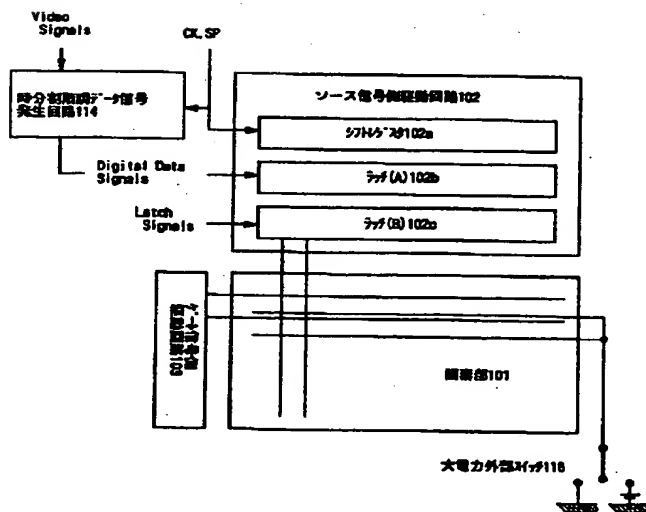 Video
Signals
CK, SP
時分割階調データ信号
発生回路114
ソース信号側駆動回路102
シフトレジスタ102a
Digital Data
Signals
ラッチ(A)102b
Latch
Signals
ラッチ(B)102c
ゲート信号側
駆動回路103
画素部101
大電力外部スイッチ116